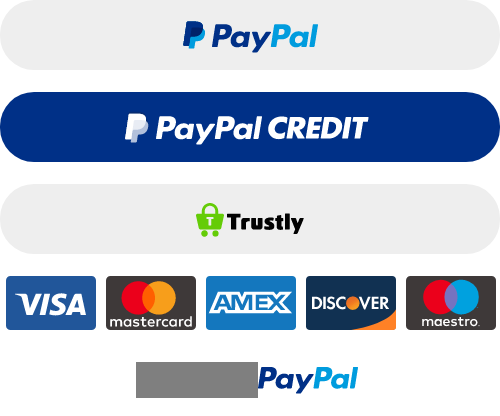 PayPal
PayPal CREDIT
T Trustly
VISA mastercard AMEX DISCOVER maestro
PayPal